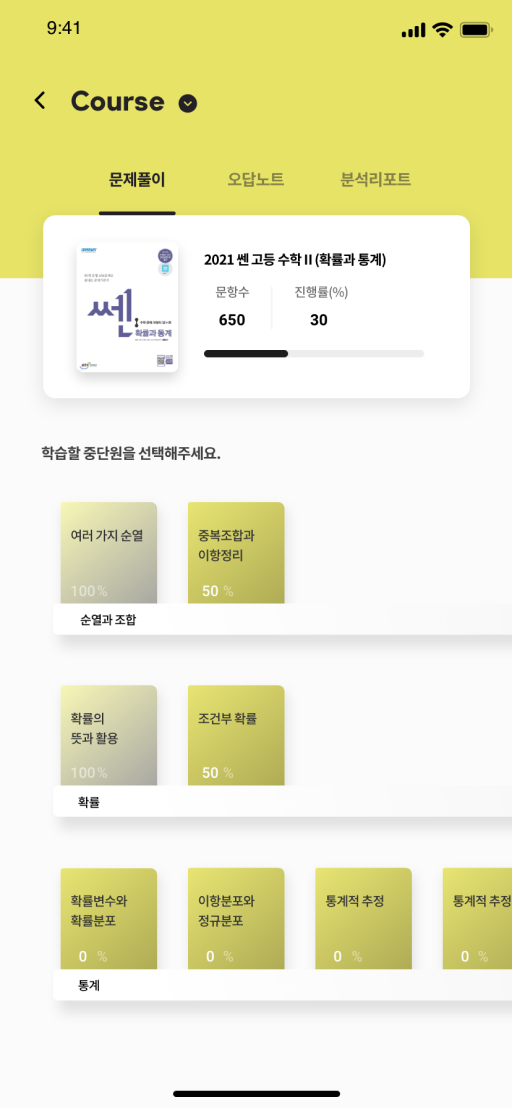 9:41
Course
문제풀이 오답노트 분석리포트
2021 쎈 고등 수학 II (확률과 통계)
문항수 진행률(%)
650 30
쎈
확률과 통계
학습할 중단원을 선택해주세요.
여러 가지 순열
100%
중복조합과
이항정리
50 %
순열과 조합
확률의
뜻과 활용
100%
조건부 확률
50 %
확률
확률변수와
확률분포
0 %
이항분포와
정규분포
0 %
통계적 추정
0 %
통계적 추정
0 %
통계